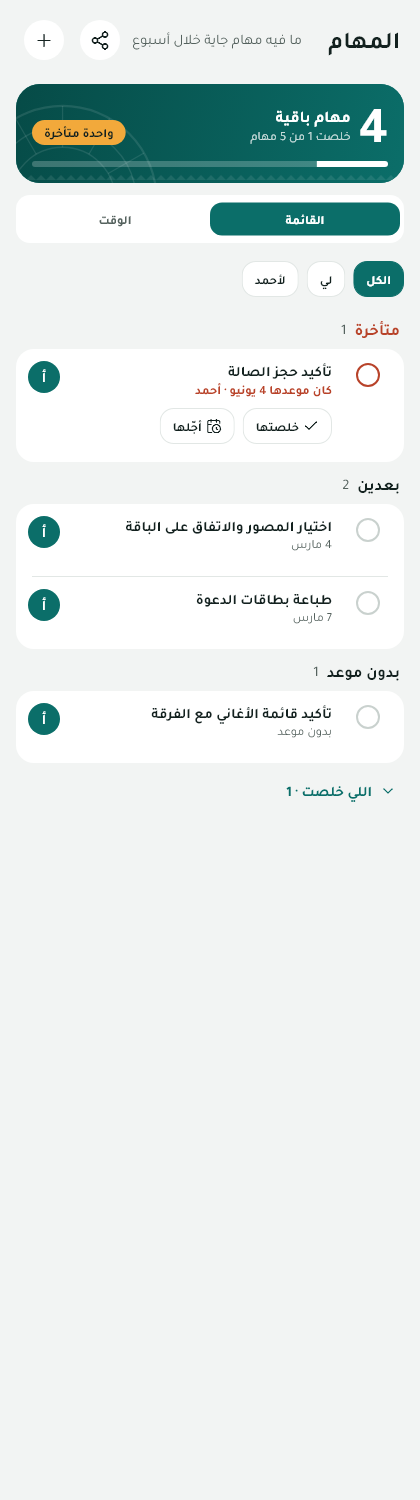 المهام
ما فيه مهام جاية خلال أسبوع
4
مهام باقية
خلصت 1 من 5 مهام
واحدة متأخرة
القائمة
الوقت
الكل
لي
لأحمد
متأخرة 1
تأكيد حجز الصالة
كان موعدها 4 يونيو · أحمد
أ
خلصتها
أجّلها
بعدين 2
اختيار المصور والاتفاق على الباقة
4 مارس
أ
طباعة بطاقات الدعوة
7 مارس
أ
بدون موعد 1
تأكيد قائمة الأغاني مع الفرقة
بدون موعد
أ
اللي خلصت · 1